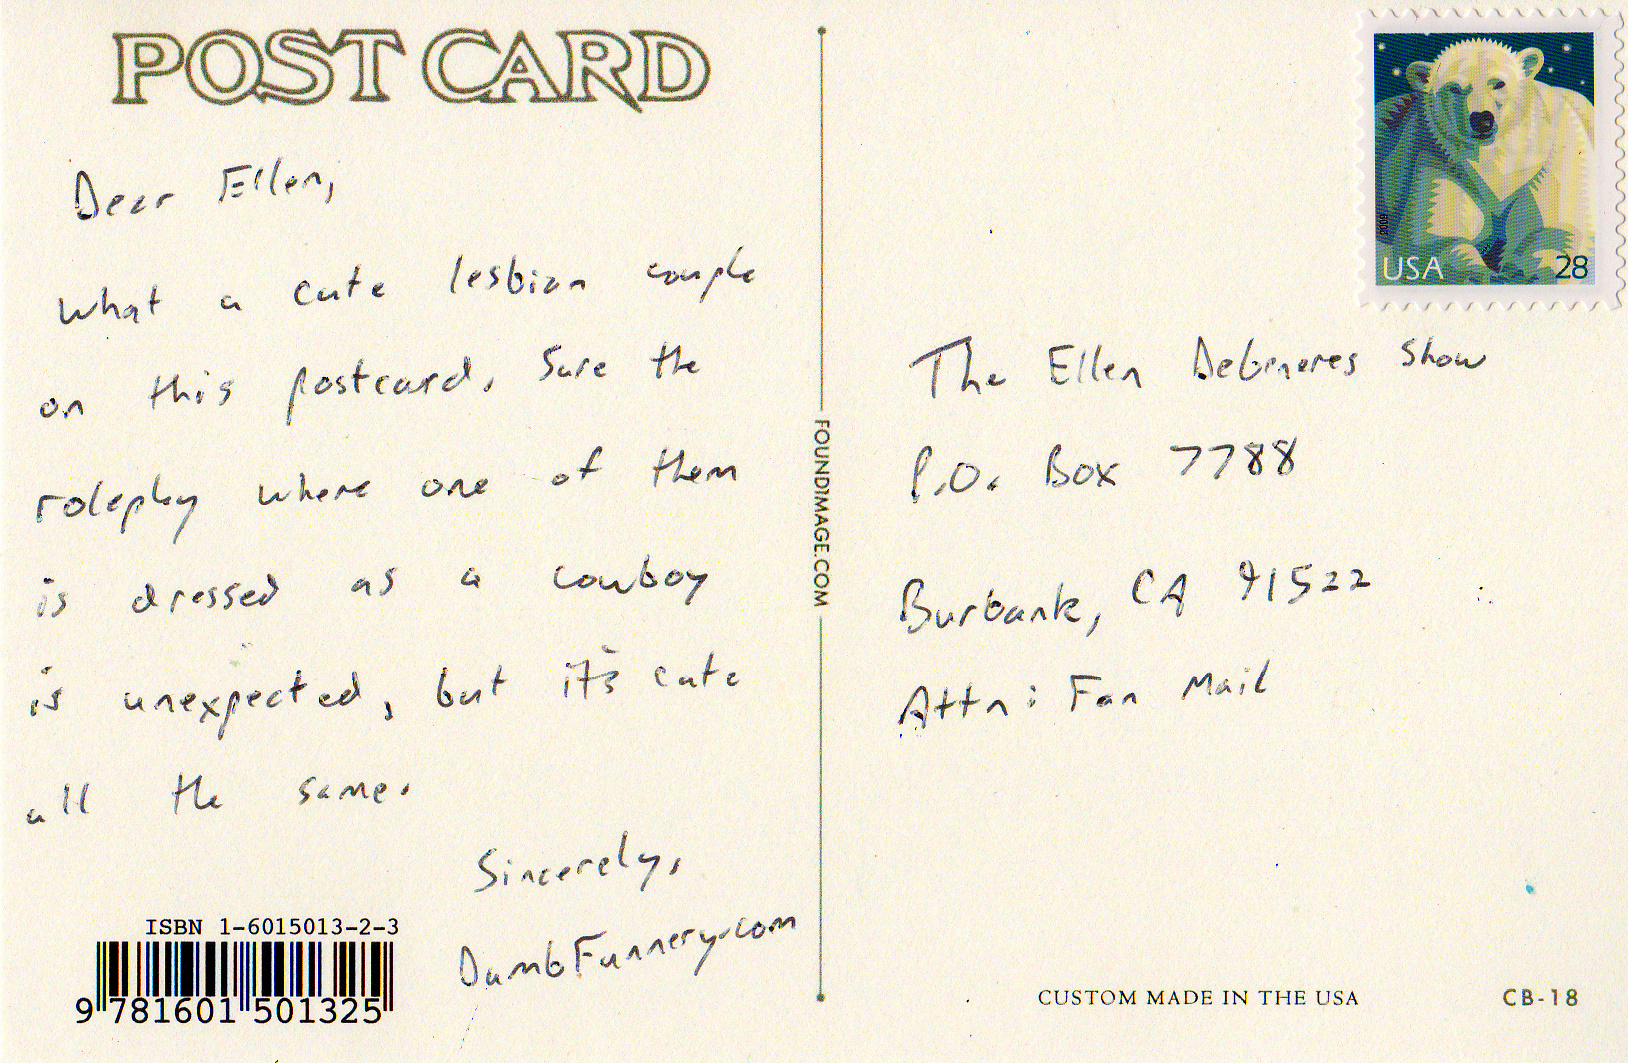 POST CARD
Dear Ellen,
What a cute lesbian couple
on this postcard. Sure the
roleplay where one of them
is dressed as a cowboy
is unexpected, but it's cute
all the same.
Sincerely,
DumbFunnery.com
ISBN 1-6015013-2-3
9 781601 501325
FOUNDIMAGE.COM
2009
USA 28
The Ellen Degeneres Show
P.O. Box 7788
Burbank, CA 91522
Attn: Fan Mail
CUSTOM MADE IN THE USA
CB-18